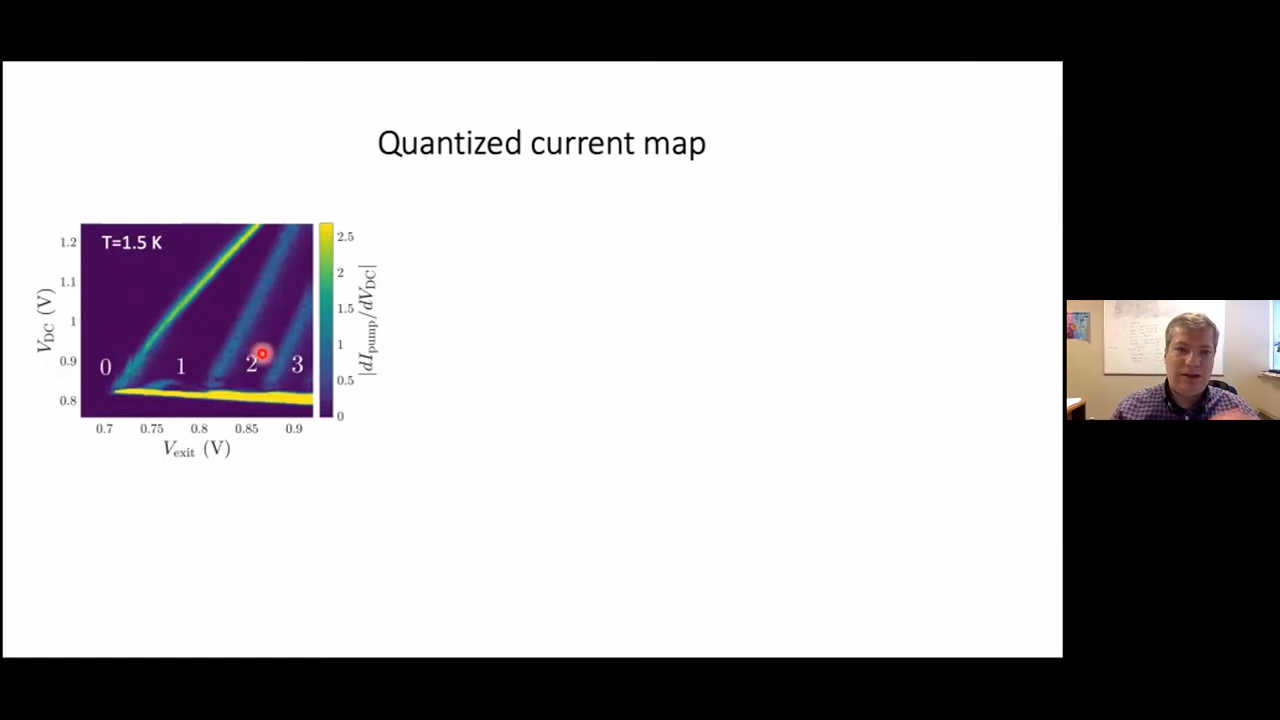 Quantized current map
T=1.5 K
1.2
1.1
1
0.9
0.8
V_DC (V)
0 1 2 3
0.7 0.75 0.8 0.85 0.9
V_exit (V)
2.5
2
1.5
1
0.5
0
|dI_pump/dV_DC|